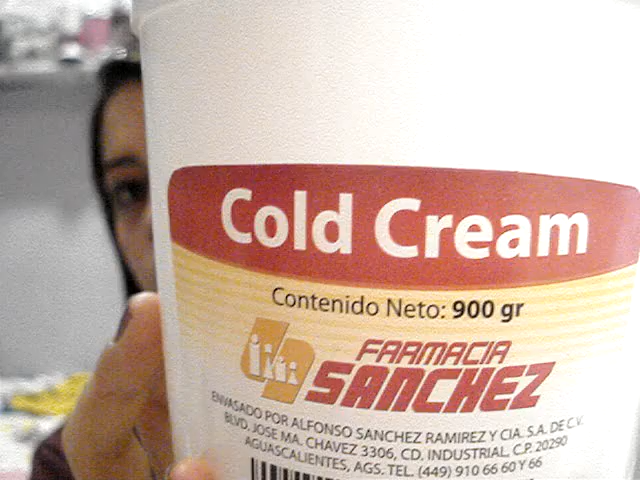 Cold Cream
Contenido Neto: 900 gr
FARMACIA
SANCHEZ
ENVASADO POR ALFONSO SANCHEZ RAMIREZ Y CIA. S.A. DE C.V.
BLVD. JOSE MA. CHAVEZ 3306, CD. INDUSTRIAL, C.P. 20290
AGUASCALIENTES, AGS. TEL. (449) 910 66 60 Y 66